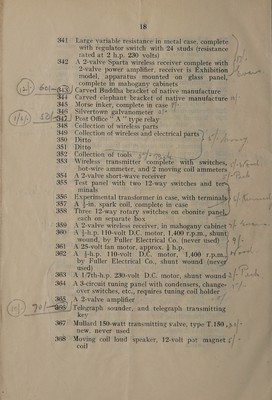 18
341 Large variable resistance in metal case, complete
with regulator switch with 24 studs (resistance
rated at 2 h.p. 230 volts)
342 A 2-valve Sparta wireless receiver complete with
2-valve power amplifier, receiver is Exhibition
model, apparatus mounted on glass panel,
complete in mahogany cabinets
343 Carved Buddha bracket of native manufacture
344 Carved elephant bracket of native manufacture
345 Morse inker, complete in case
346 Silvertown galvanometer
347 Post Office " A " type relay
348 Collection of wireless parts
349 Collection of wireless and electrical parts
350 Ditto
351 Ditto
352 Collection of tools
353 Wireless transmitter complete with switches,
hot-wire ammeter, and 2 moving coil ammeters
354 A 2-valve short-wave receiver
355 Test panel with two 12-way switches and ter-
minals
356 Experimental transformer in case, with terminals
357 A ½-in. spark coil, complete in case
358 Three 12-way rotary switches on ebonite panel,
each on separate box
359 A 2-valve wireless receiver, in mahogany cabinet
360 A ½-h.p. 110-volt D.C. motor, 1,400 r.p.m., shunt
wound, by Fuller Electrical Co. (never used)
361 A 25-volt fan motor, approx. ⅛ h.p.
362 A ½-h.p. 110-volt D.C. motor, 1,400 r.p.m.,
by Fuller Electrical Co., shunt wound (never
used)
363 A 1/7th-h.p. 230-volt D.C. motor, shunt wound
364 A 3-circuit tuning panel with condensers, change-
over switches, etc., requires tuning coil holder
365 A 2-valve amplifier
366 Telegraph sounder, and telegraph transmitting
key
367 Mullard 150-watt transmitting valve, type T.150,
new, never used
368 Moving coil loud speaker, 12-volt pot magnet
coil